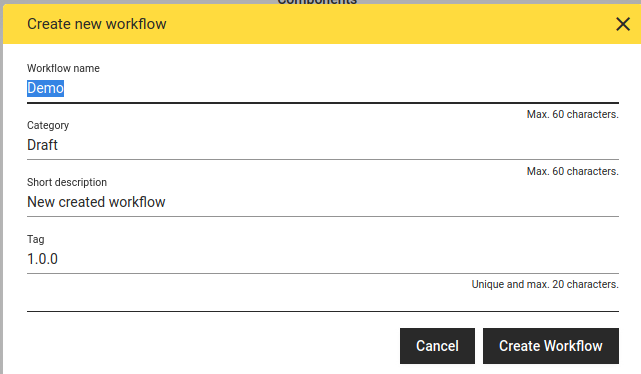 Components
Create new workflow
Workflow name
Demo
Max. 60 characters.
Category
Draft
Max. 60 characters.
Short description
New created workflow
Tag
1.0.0
Unique and max. 20 characters.
Cancel
Create Workflow